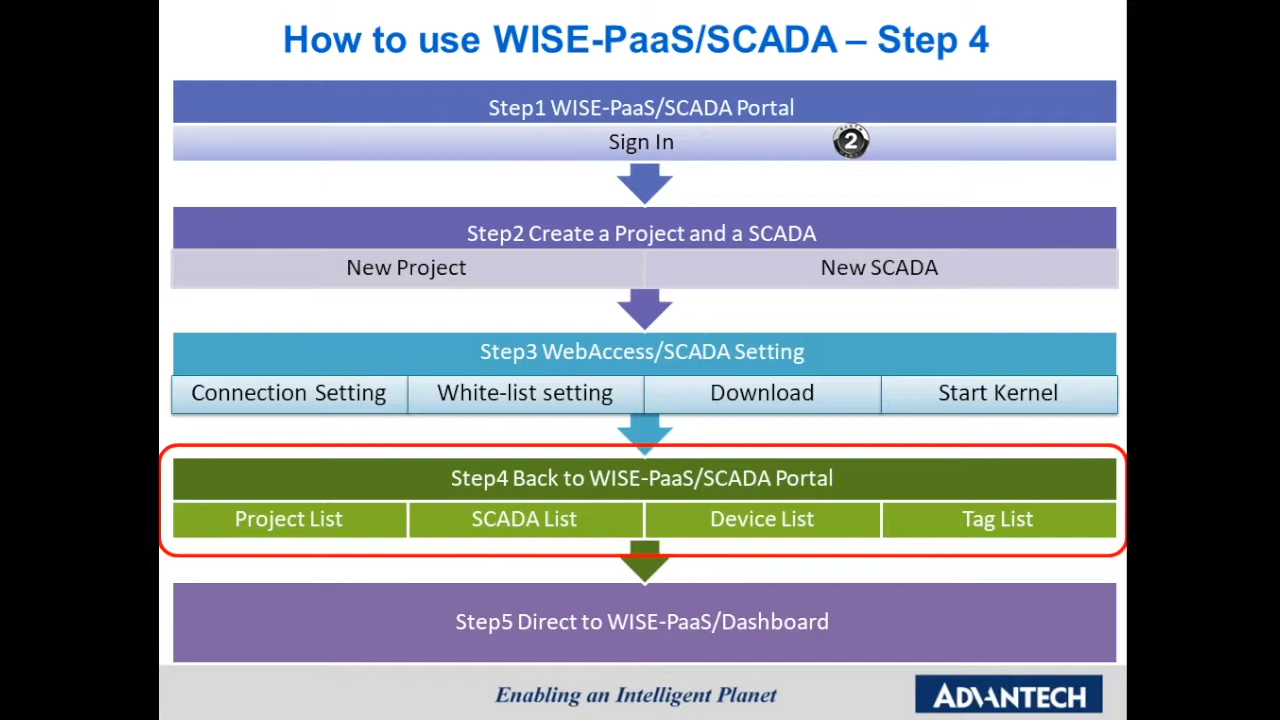 How to use WISE-PaaS/SCADA – Step 4
Step1 WISE-PaaS/SCADA Portal
Sign In
2
Step2 Create a Project and a SCADA
New Project
New SCADA
Step3 WebAccess/SCADA Setting
Connection Setting
White-list setting
Download
Start Kernel
Step4 Back to WISE-PaaS/SCADA Portal
Project List
SCADA List
Device List
Tag List
Step5 Direct to WISE-PaaS/Dashboard
Enabling an Intelligent Planet
ADVANTECH